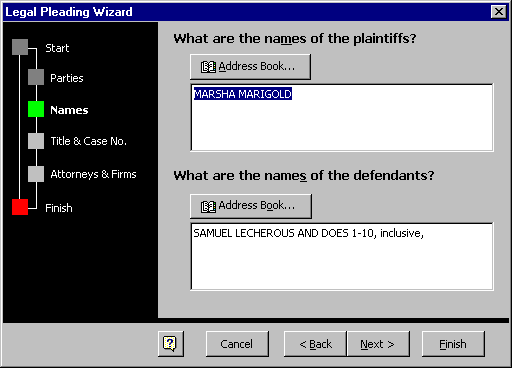 Legal Pleading Wizard
Start
Parties
Names
Title & Case No.
Attorneys & Firms
Finish
What are the names of the plaintiffs?
Address Book...
MARSHA MARIGOLD
What are the names of the defendants?
Address Book...
SAMUEL LECHEROUS AND DOES 1-10, inclusive,
?
Cancel
< Back
Next >
Finish